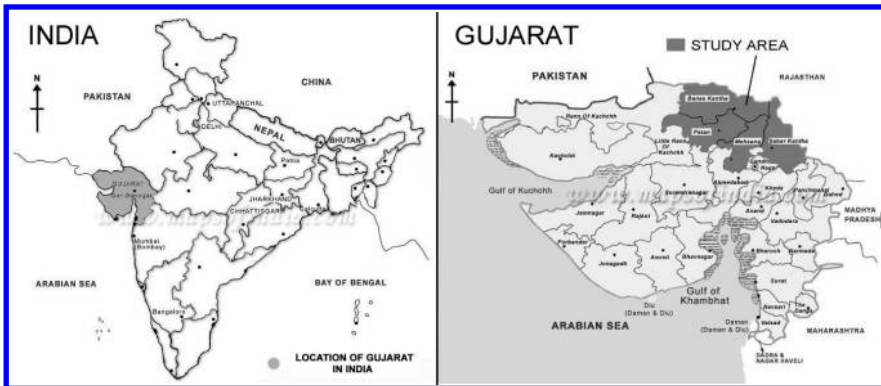 INDIA
N
CHINA
PAKISTAN
UTTARANCHAL
DELHI
NEPAL
BHUTAN
Patna
GUJARAT
JHARKHAND
CHHATTISGARH
Mumbai
(Bombay)
ARABIAN SEA
BAY OF BENGAL
Bangalore
LOCATION OF GUJARAT
IN INDIA
GUJARAT
STUDY AREA
N
PAKISTAN
RAJASTHAN
Banas Kantha
Rann Of Kachchh
Patan
Mehsana
Sabar Kantha
Little Rann
Of Kachchh
Kachchh
Gandhi
Nagar
Gulf of Kuchchh
Ahmedabad
Surendranagar
Kheda
Panchmahal
Dahod
Jamnagar
Rajkot
Anand
Vadodara
MADHYA
PRADESH
Porbandar
Junagadh
Amreli
Bhavnagar
Bharuch
Narmada
Gulf of
Khambhat
Surat
Diu
(Daman & Diu)
Navsari
The
Dangs
ARABIAN SEA
Daman
(Daman & Diu)
Valsad
MAHARASHTRA
DADRA &
NAGAR HAVELI